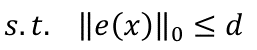 s.t. ‖e(x)‖₀ ≤ d